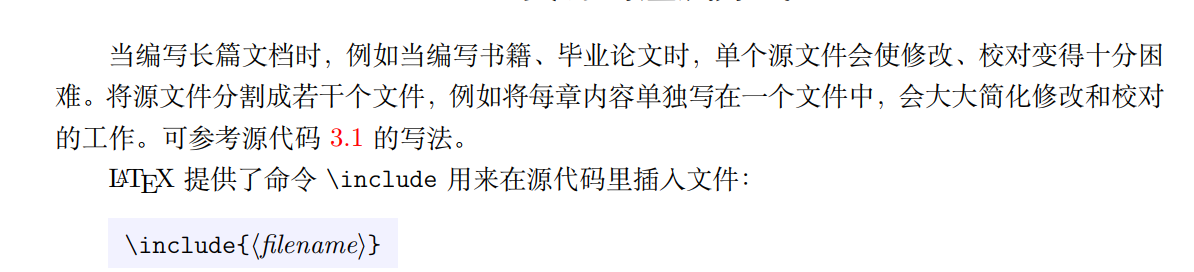 当编写长篇文档时，例如当编写书籍、毕业论文时，单个源文件会使修改、校对变得十分困
难。将源文件分割成若干个文件，例如将每章内容单独写在一个文件中，会大大简化修改和校对
的工作。可参考源代码 3.1 的写法。
LATEX 提供了命令 \include 用来在源代码里插入文件：
\include{⟨filename⟩}